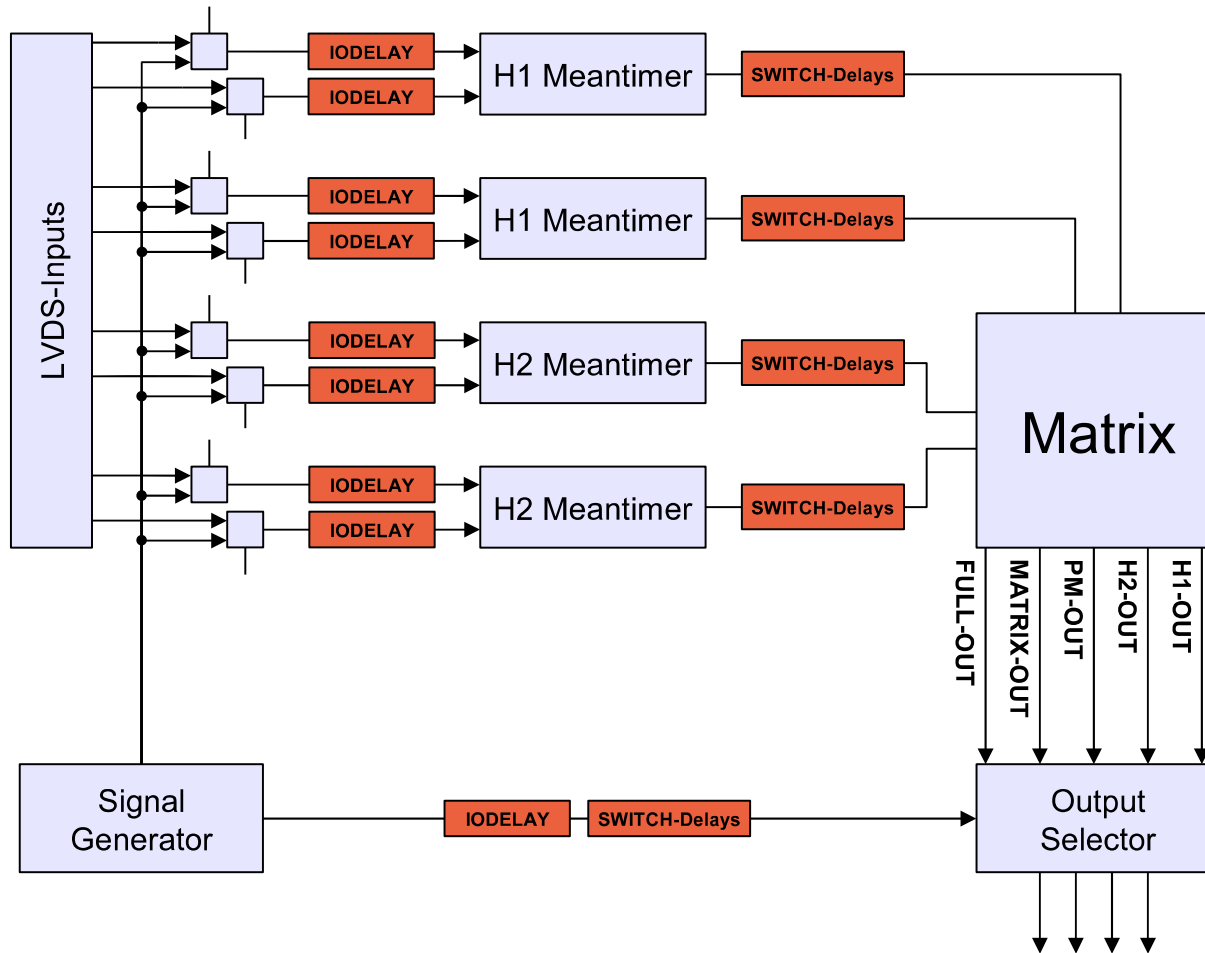 IODELAY
IODELAY
H1 Meantimer
SWITCH-Delays
IODELAY
IODELAY
H1 Meantimer
SWITCH-Delays
LVDS-Inputs
IODELAY
IODELAY
H2 Meantimer
SWITCH-Delays
Matrix
IODELAY
IODELAY
H2 Meantimer
SWITCH-Delays
FULL-OUT
MATRIX-OUT
PM-OUT
H2-OUT
H1-OUT
Signal
Generator
IODELAY
SWITCH-Delays
Output
Selector